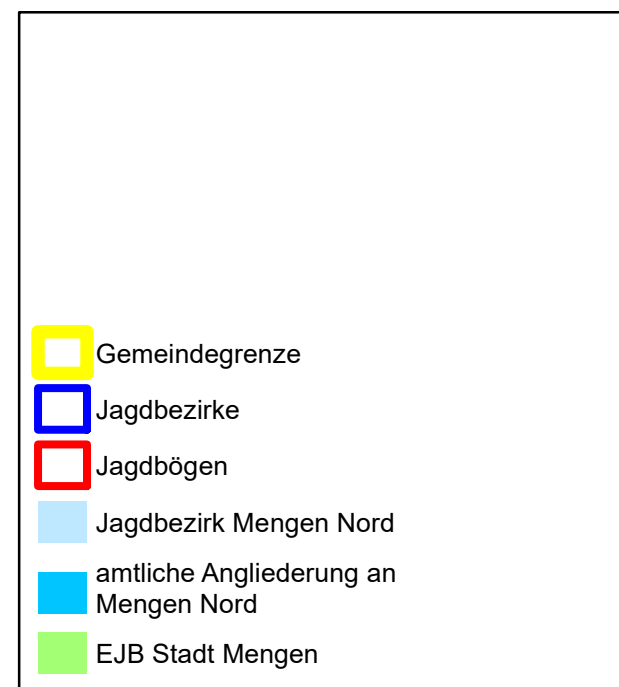 Gemeindegrenze
Jagdbezirke
Jagdbögen
Jagdbezirk Mengen Nord
amtliche Angliederung an
Mengen Nord
EJB Stadt Mengen